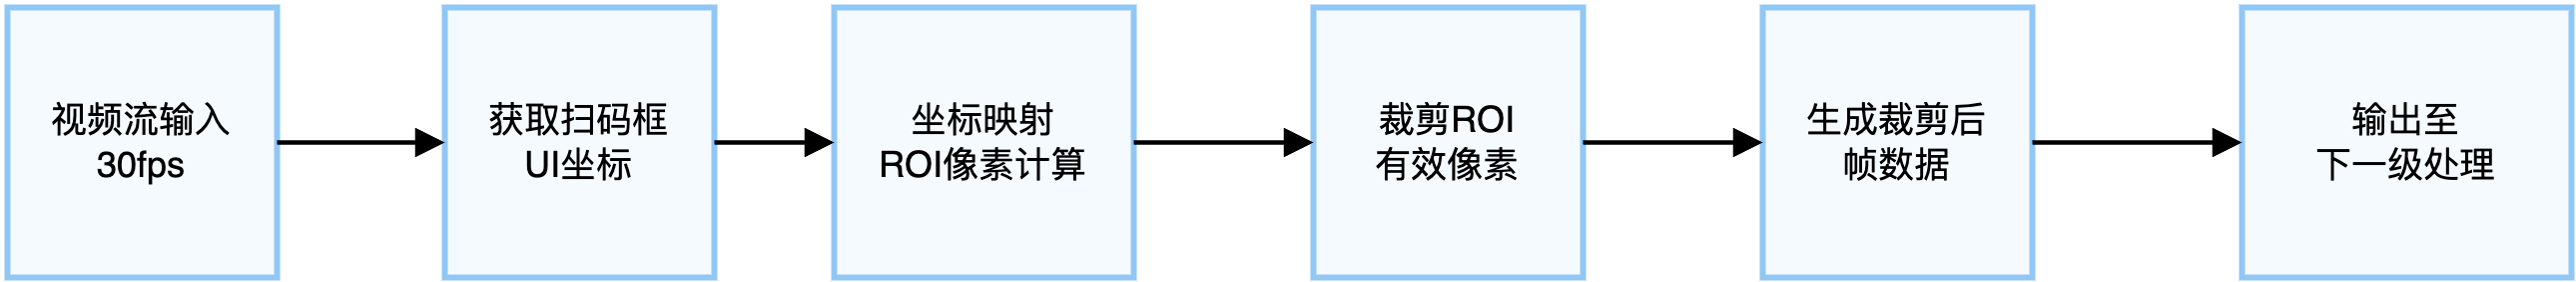 视频流输入
30fps
获取扫码框
UI坐标
坐标映射
ROI像素计算
裁剪ROI
有效像素
生成裁剪后
帧数据
输出至
下一级处理